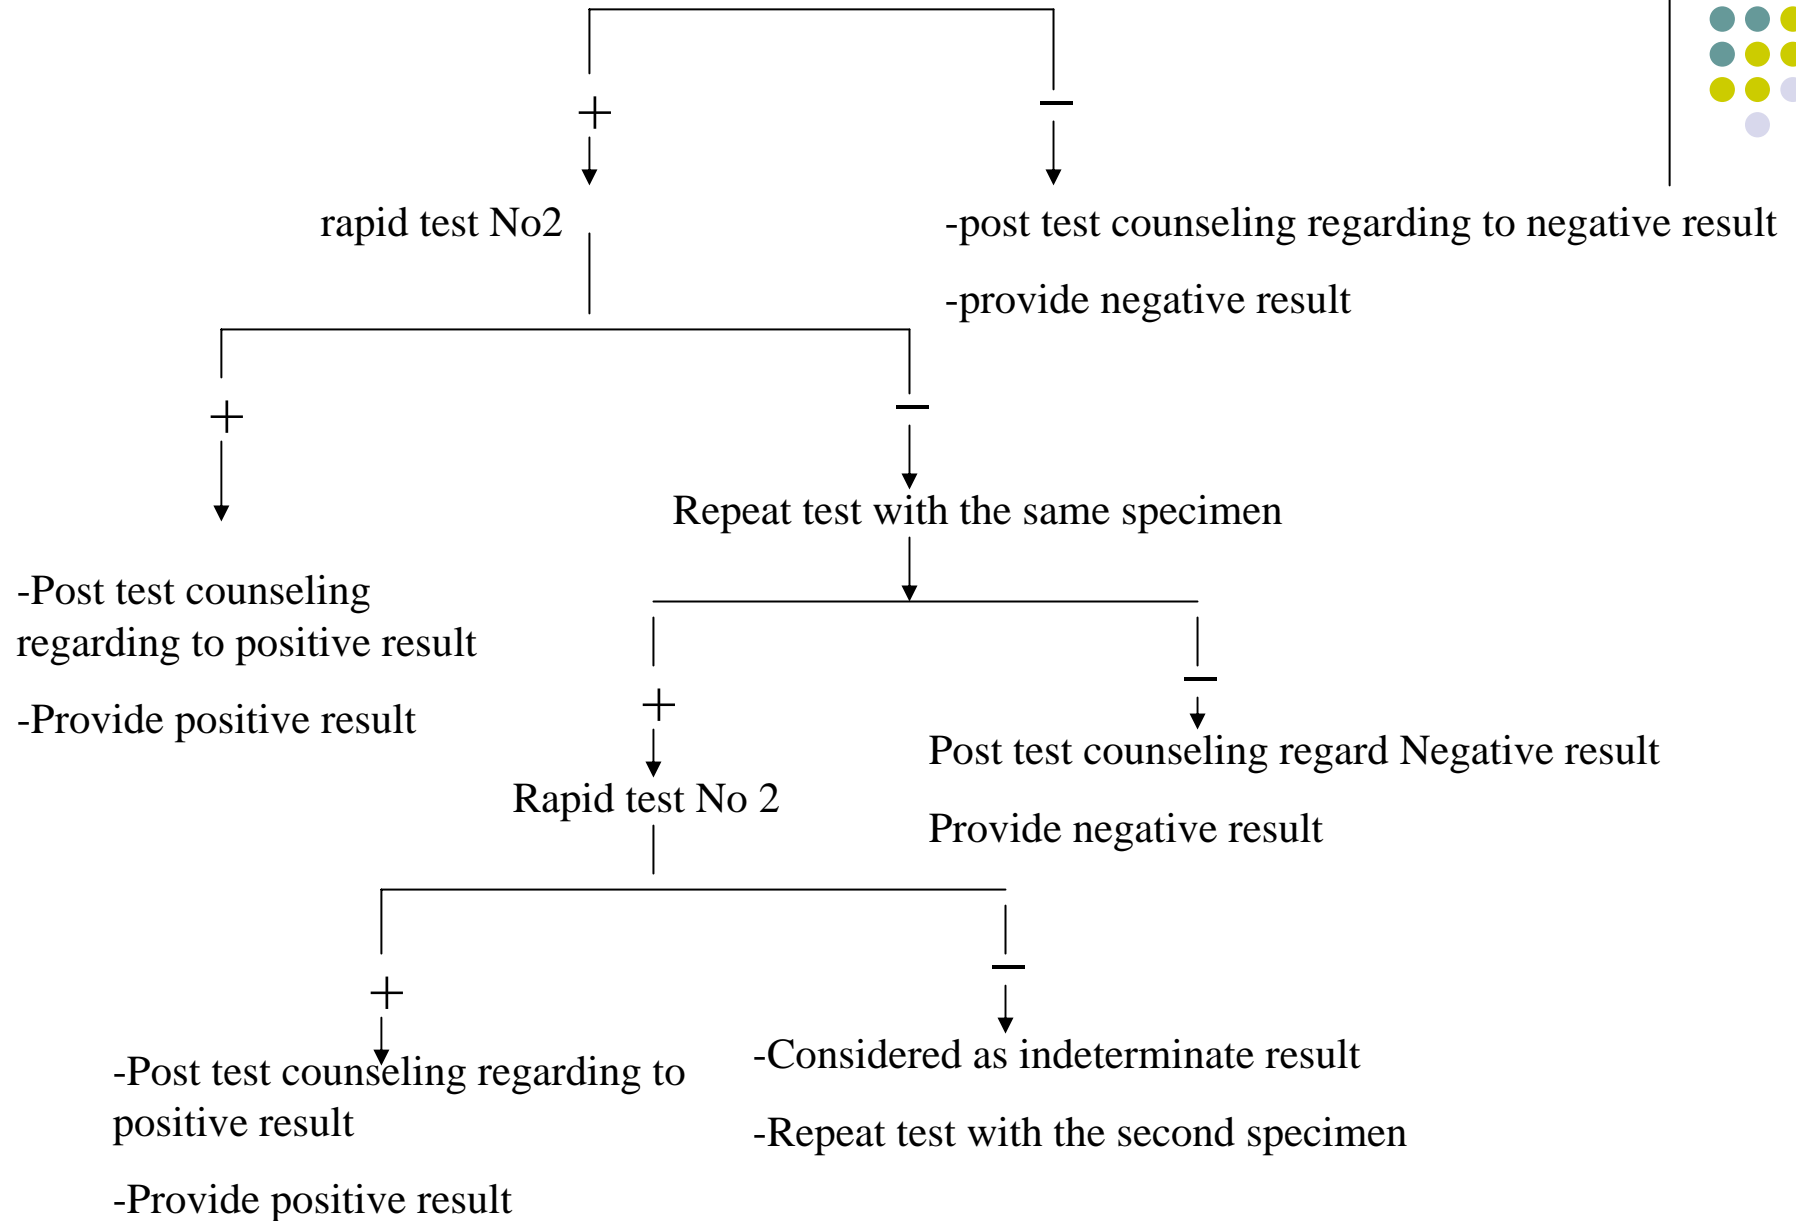 +
−
rapid test No2
-post test counseling regarding to negative result
-provide negative result
+
−
Repeat test with the same specimen
-Post test counseling
regarding to positive result
-Provide positive result
+
−
Rapid test No 2
Post test counseling regard Negative result
Provide negative result
+
−
-Post test counseling regarding to
positive result
-Provide positive result
-Considered as indeterminate result
-Repeat test with the second specimen